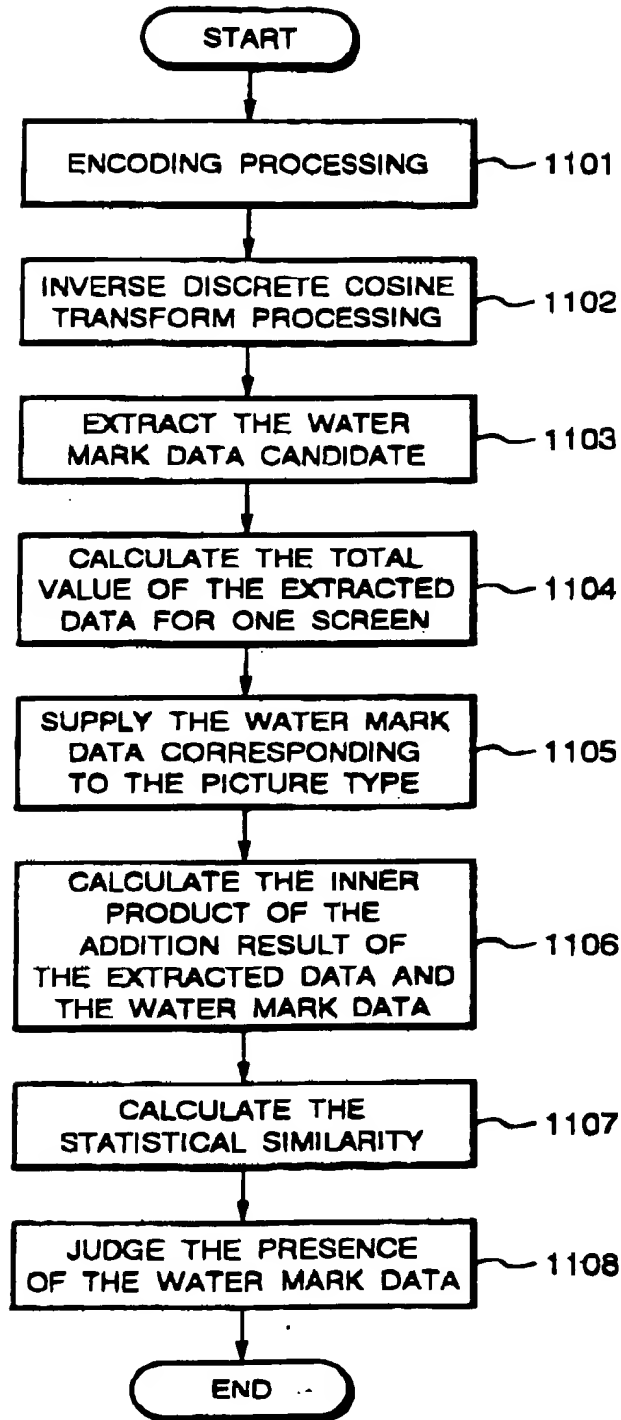 START
ENCODING PROCESSING
1101
INVERSE DISCRETE COSINE
TRANSFORM PROCESSING
1102
EXTRACT THE WATER
MARK DATA CANDIDATE
1103
CALCULATE THE TOTAL
VALUE OF THE EXTRACTED
DATA FOR ONE SCREEN
1104
SUPPLY THE WATER MARK
DATA CORRESPONDING
TO THE PICTURE TYPE
1105
CALCULATE THE INNER
PRODUCT OF THE
ADDITION RESULT OF
THE EXTRACTED DATA AND
THE WATER MARK DATA
1106
CALCULATE THE
STATISTICAL SIMILARITY
1107
JUDGE THE PRESENCE
OF THE WATER MARK DATA
1108
END